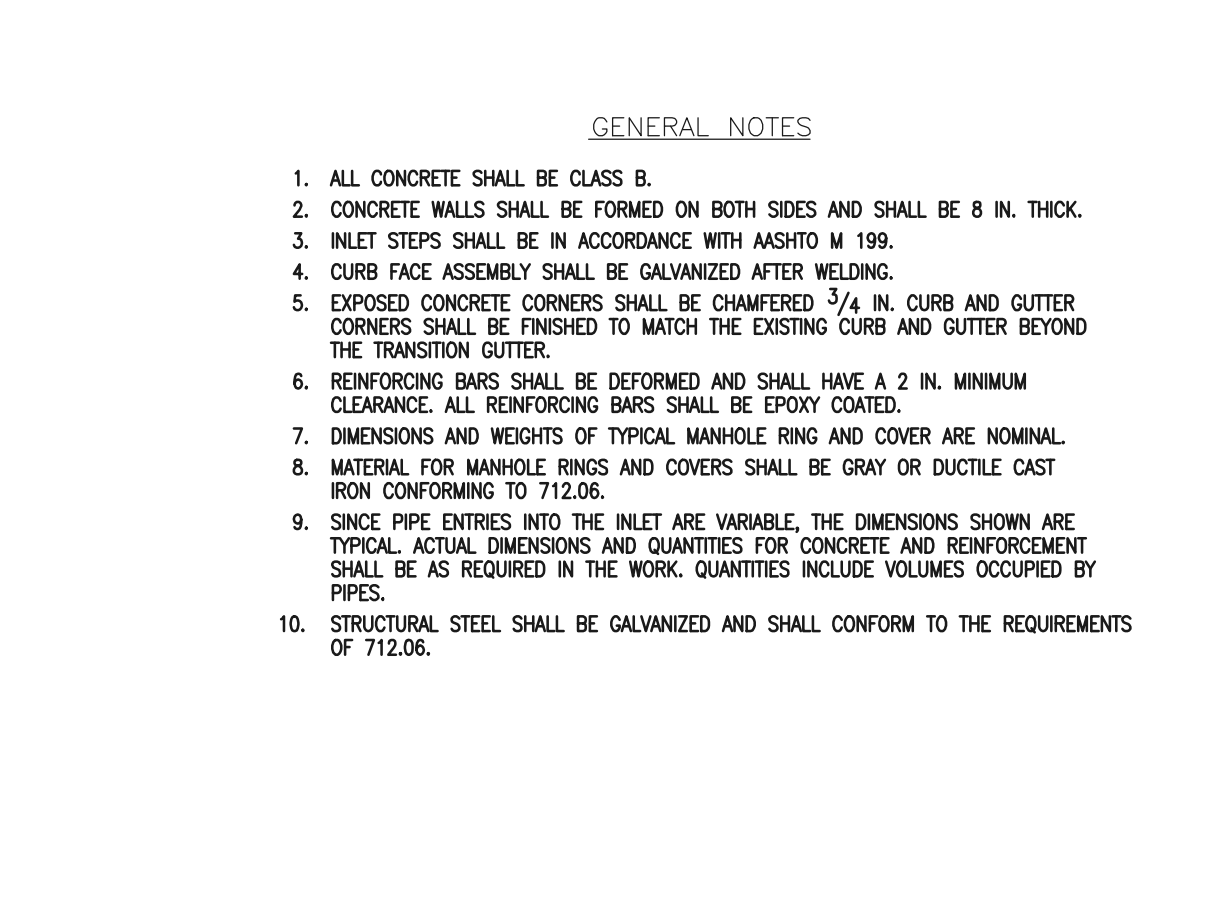 GENERAL NOTES
1. ALL CONCRETE SHALL BE CLASS B.
2. CONCRETE WALLS SHALL BE FORMED ON BOTH SIDES AND SHALL BE 8 IN. THICK.
3. INLET STEPS SHALL BE IN ACCORDANCE WITH AASHTO M 199.
4. CURB FACE ASSEMBLY SHALL BE GALVANIZED AFTER WELDING.
5. EXPOSED CONCRETE CORNERS SHALL BE CHAMFERED 3/4 IN. CURB AND GUTTER
CORNERS SHALL BE FINISHED TO MATCH THE EXISTING CURB AND GUTTER BEYOND
THE TRANSITION GUTTER.
6. REINFORCING BARS SHALL BE DEFORMED AND SHALL HAVE A 2 IN. MINIMUM
CLEARANCE. ALL REINFORCING BARS SHALL BE EPOXY COATED.
7. DIMENSIONS AND WEIGHTS OF TYPICAL MANHOLE RING AND COVER ARE NOMINAL.
8. MATERIAL FOR MANHOLE RINGS AND COVERS SHALL BE GRAY OR DUCTILE CAST
IRON CONFORMING TO 712.06.
9. SINCE PIPE ENTRIES INTO THE INLET ARE VARIABLE, THE DIMENSIONS SHOWN ARE
TYPICAL. ACTUAL DIMENSIONS AND QUANTITIES FOR CONCRETE AND REINFORCEMENT
SHALL BE AS REQUIRED IN THE WORK. QUANTITIES INCLUDE VOLUMES OCCUPIED BY
PIPES.
10. STRUCTURAL STEEL SHALL BE GALVANIZED AND SHALL CONFORM TO THE REQUIREMENTS
OF 712.06.